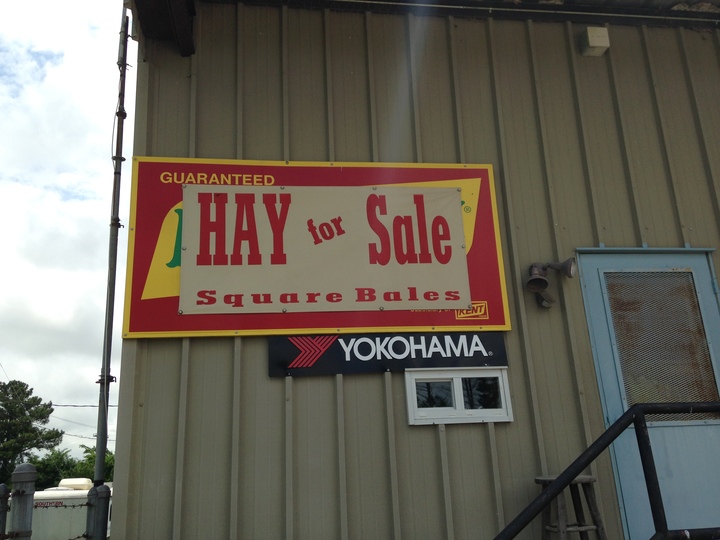 GUARANTEED
HAY for Sale
Square Bales
KENT
YOKOHAMA